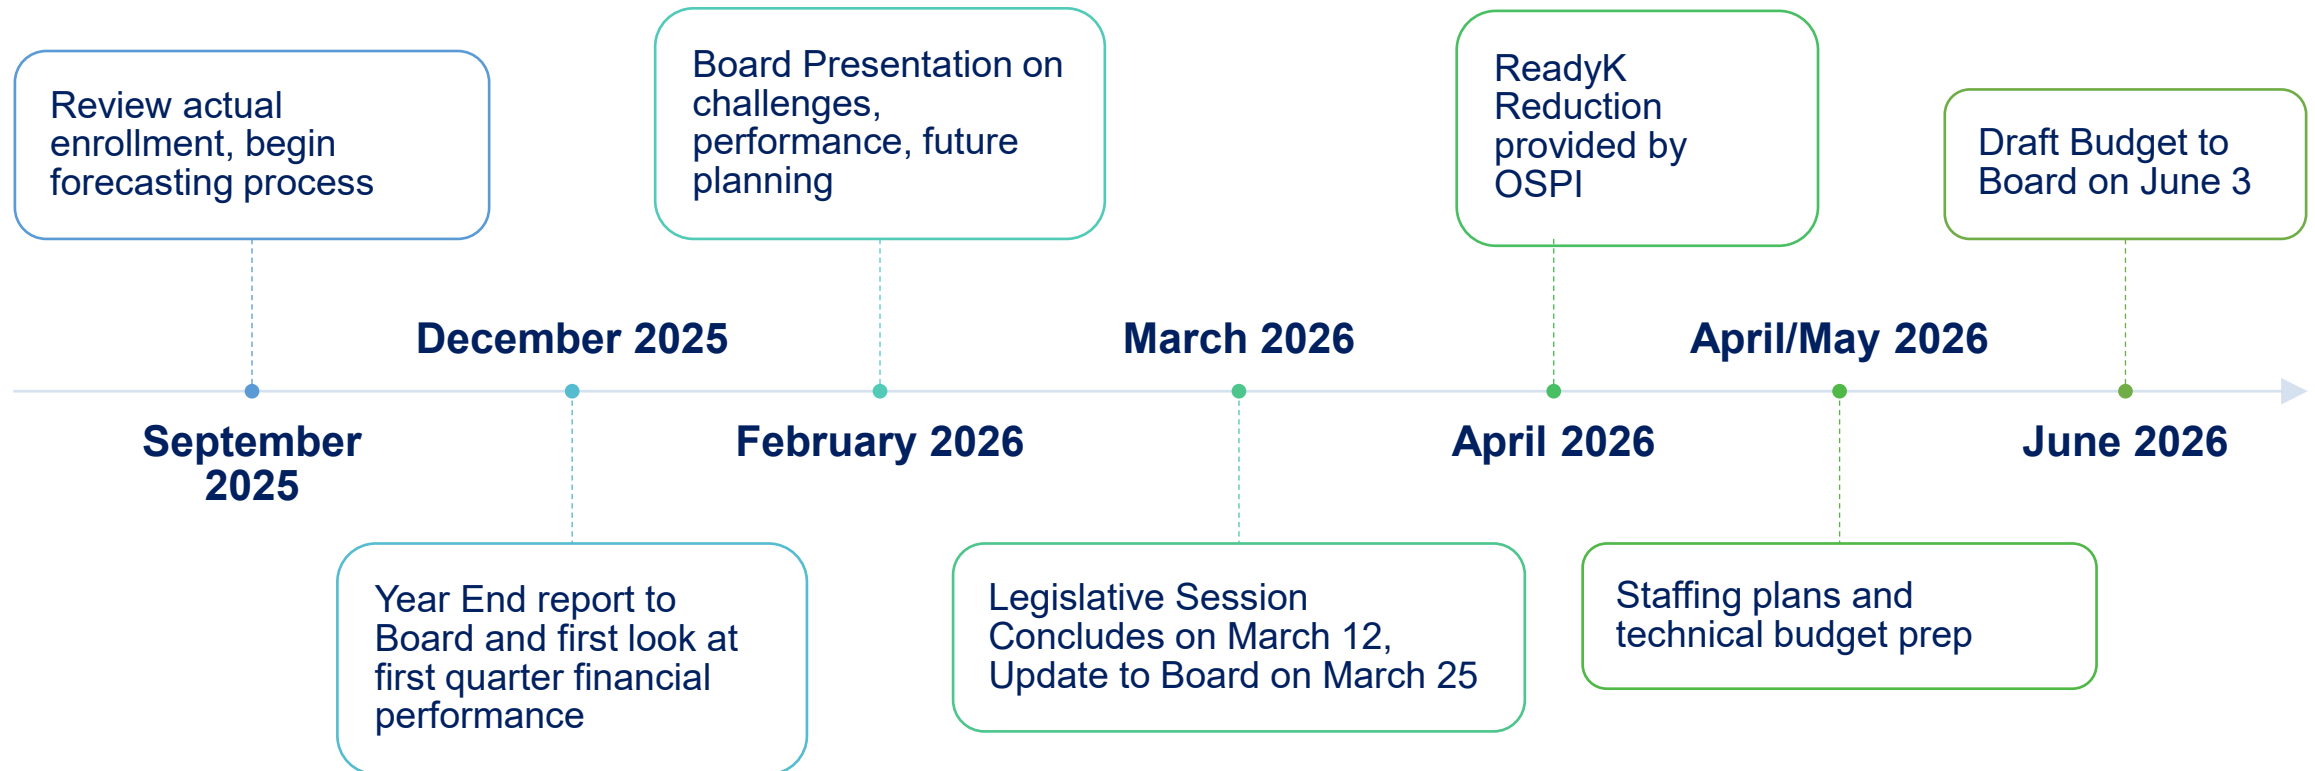 Review actual
enrollment, begin
forecasting process
Board Presentation on
challenges,
performance, future
planning
ReadyK
Reduction
provided by
OSPI
Draft Budget to
Board on June 3
December 2025
March 2026
April/May 2026
September
2025
February 2026
April 2026
June 2026
Year End report to
Board and first look at
first quarter financial
performance
Legislative Session
Concludes on March 12,
Update to Board on March 25
Staffing plans and
technical budget prep